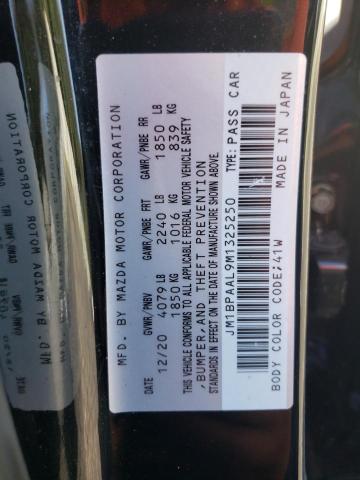 MFD. BY MAZDA MOTOR CORPORATION
DATE GVWR/PNBV GAWR/PNBE FRT GAWR/PNBE RR
12/20 4079 LB 2240 LB 1850 LB
1850 KG 1016 KG 839 KG
THIS VEHICLE CONFORMS TO ALL APPLICABLE FEDERAL MOTOR VEHICLE SAFETY
,BUMPER,AND THEFT PREVENTION
STANDARDS IN EFFECT ON THE DATE OF MANUFACTURE SHOWN ABOVE.
JM1BPAAL9M1325250 TYPE: PASS CAR
BODY COLOR CODE:41W MADE IN JAPAN